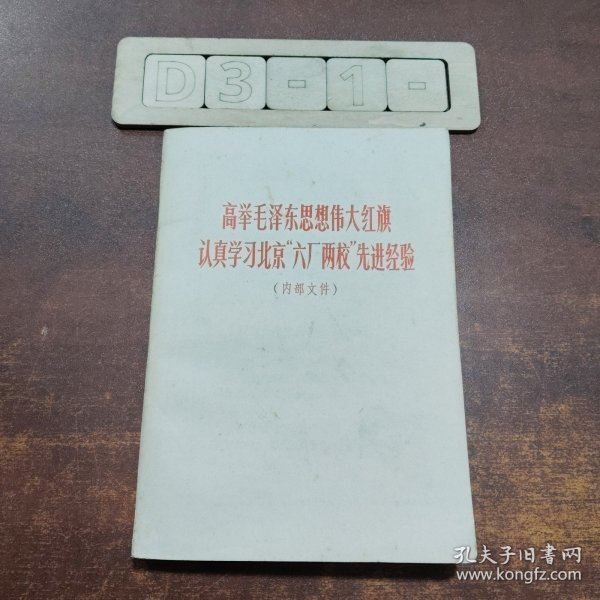 D3-1-
高举毛泽东思想伟大红旗
认真学习北京“六厂两校”先进经验
（内部文件）
孔夫子旧书网
www.kongfz.com